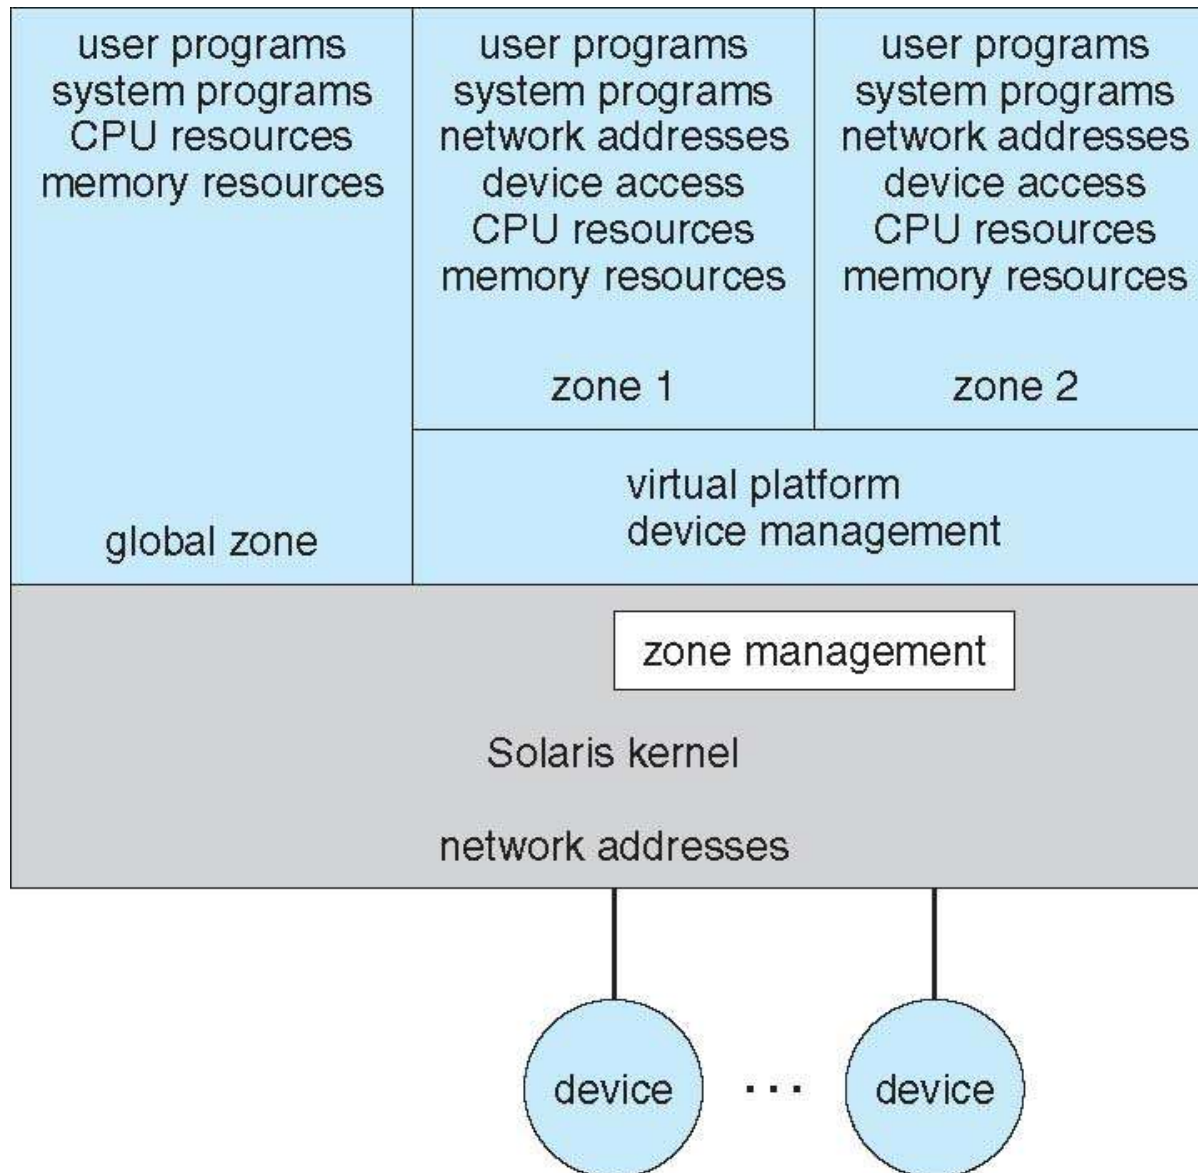 user programs
system programs
CPU resources
memory resources
global zone
user programs
system programs
network addresses
device access
CPU resources
memory resources
zone 1
user programs
system programs
network addresses
device access
CPU resources
memory resources
zone 2
virtual platform
device management
zone management
Solaris kernel
network addresses
device
...
device